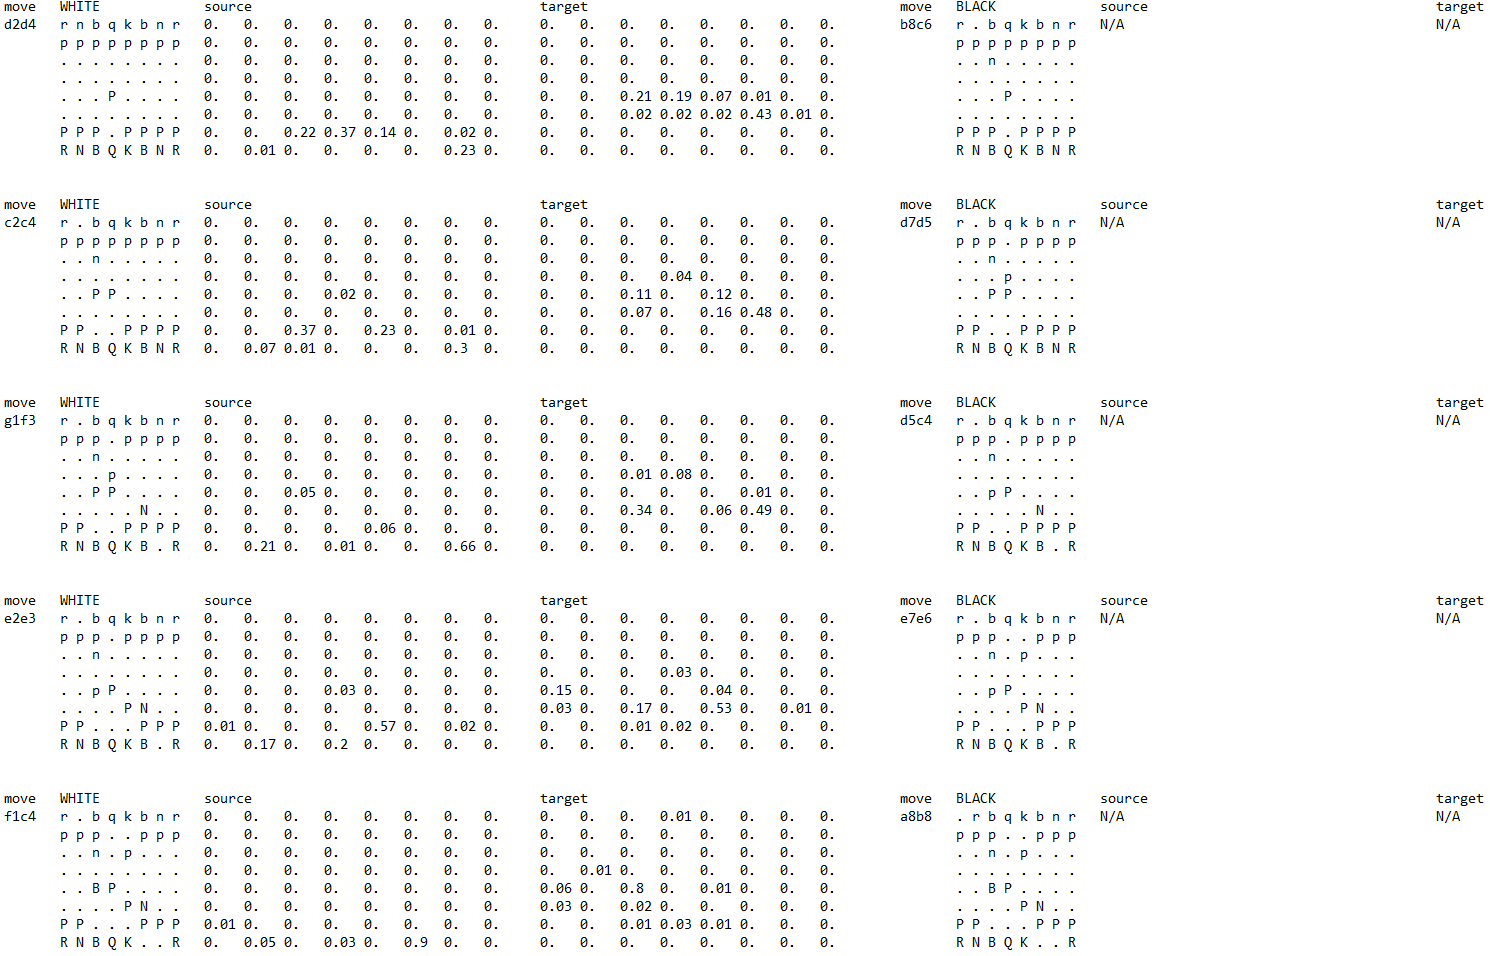 move WHITE source target move BLACK source target
d2d4 r n b q k b n r 0. 0. 0. 0. 0. 0. 0. 0. 0. 0. 0. 0. 0. 0. 0. 0. b8c6 r . b q k b n r N/A N/A
p p p p p p p p 0. 0. 0. 0. 0. 0. 0. 0. 0. 0. 0. 0. 0. 0. 0. 0. p p p p p p p p
. . . . . . . . 0. 0. 0. 0. 0. 0. 0. 0. 0. 0. 0. 0. 0. 0. 0. 0. . . n . . . . .
. . . . . . . . 0. 0. 0. 0. 0. 0. 0. 0. 0. 0. 0. 0. 0. 0. 0. 0. . . . . . . . .
. . . P . . . . 0. 0. 0. 0. 0. 0. 0. 0. 0. 0. 0.21 0.19 0.07 0.01 0. 0. . . . P . . . .
. . . . . . . . 0. 0. 0. 0. 0. 0. 0. 0. 0. 0. 0.02 0.02 0.02 0.43 0.01 0. . . . . . . . .
P P P . P P P P 0. 0. 0.22 0.37 0.14 0. 0.02 0. 0. 0. 0. 0. 0. 0. 0. 0. P P P . P P P P
R N B Q K B N R 0. 0.01 0. 0. 0. 0. 0.23 0. 0. 0. 0. 0. 0. 0. 0. 0. R N B Q K B N R
move WHITE source target move BLACK source target
c2c4 r . b q k b n r 0. 0. 0. 0. 0. 0. 0. 0. 0. 0. 0. 0. 0. 0. 0. 0. d7d5 r . b q k b n r N/A N/A
p p p p p p p p 0. 0. 0. 0. 0. 0. 0. 0. 0. 0. 0. 0. 0. 0. 0. 0. p p p . p p p p
. . n . . . . . 0. 0. 0. 0. 0. 0. 0. 0. 0. 0. 0. 0. 0. 0. 0. 0. . . n . . . . .
. . . . . . . . 0. 0. 0. 0. 0. 0. 0. 0. 0. 0. 0. 0.04 0. 0. 0. 0. . . . p . . . .
. . P P . . . . 0. 0. 0. 0.02 0. 0. 0. 0. 0. 0. 0.11 0. 0.12 0. 0. 0. . . P P . . . .
. . . . . . . . 0. 0. 0. 0. 0. 0. 0. 0. 0. 0. 0.07 0. 0.16 0.48 0. 0. . . . . . . . .
P P . . P P P P 0. 0. 0.37 0. 0.23 0. 0.01 0. 0. 0. 0. 0. 0. 0. 0. 0. P P . . P P P P
R N B Q K B N R 0. 0.07 0.01 0. 0. 0. 0.3 0. 0. 0. 0. 0. 0. 0. 0. 0. R N B Q K B N R
move WHITE source target move BLACK source target
g1f3 r . b q k b n r 0. 0. 0. 0. 0. 0. 0. 0. 0. 0. 0. 0. 0. 0. 0. 0. d5c4 r . b q k b n r N/A N/A
p p p . p p p p 0. 0. 0. 0. 0. 0. 0. 0. 0. 0. 0. 0. 0. 0. 0. 0. p p p . p p p p
. . n . . . . . 0. 0. 0. 0. 0. 0. 0. 0. 0. 0. 0. 0. 0. 0. 0. 0. . . n . . . . .
. . . p . . . . 0. 0. 0. 0. 0. 0. 0. 0. 0. 0. 0.01 0.08 0. 0. 0. 0. . . . . . . . .
. . P P . . . . 0. 0. 0.05 0. 0. 0. 0. 0. 0. 0. 0. 0. 0. 0.01 0. 0. . . p P . . . .
. . . . . N . . 0. 0. 0. 0. 0. 0. 0. 0. 0. 0. 0.34 0. 0.06 0.49 0. 0. . . . . . N . .
P P . . P P P P 0. 0. 0. 0. 0.06 0. 0. 0. 0. 0. 0. 0. 0. 0. 0. 0. P P . . P P P P
R N B Q K B . R 0. 0.21 0. 0.01 0. 0. 0.66 0. 0. 0. 0. 0. 0. 0. 0. 0. R N B Q K B . R
move WHITE source target move BLACK source target
e2e3 r . b q k b n r 0. 0. 0. 0. 0. 0. 0. 0. 0. 0. 0. 0. 0. 0. 0. 0. e7e6 r . b q k b n r N/A N/A
p p p . p p p p 0. 0. 0. 0. 0. 0. 0. 0. 0. 0. 0. 0. 0. 0. 0. 0. p p p . . p p p
. . n . . . . . 0. 0. 0. 0. 0. 0. 0. 0. 0. 0. 0. 0. 0. 0. 0. 0. . . n . p . . .
. . . . . . . . 0. 0. 0. 0. 0. 0. 0. 0. 0. 0. 0. 0.03 0. 0. 0. 0. . . . . . . . .
. . p P . . . . 0. 0. 0. 0.03 0. 0. 0. 0. 0.15 0. 0. 0. 0.04 0. 0. 0. . . p P . . . .
. . . . P N . . 0. 0. 0. 0. 0. 0. 0. 0. 0.03 0. 0.17 0. 0.53 0. 0.01 0. . . . . P N . .
P P . . . P P P 0.01 0. 0. 0. 0.57 0. 0.02 0. 0. 0. 0.01 0.02 0. 0. 0. 0. P P . . . P P P
R N B Q K B . R 0. 0.17 0. 0.2 0. 0. 0. 0. 0. 0. 0. 0. 0. 0. 0. 0. R N B Q K B . R
move WHITE source target move BLACK source target
f1c4 r . b q k b n r 0. 0. 0. 0. 0. 0. 0. 0. 0. 0. 0. 0.01 0. 0. 0. 0. a8b8 . r b q k b n r N/A N/A
p p p . . p p p 0. 0. 0. 0. 0. 0. 0. 0. 0. 0. 0. 0. 0. 0. 0. 0. p p p . . p p p
. . n . p . . . 0. 0. 0. 0. 0. 0. 0. 0. 0. 0. 0. 0. 0. 0. 0. 0. . . n . p . . .
. . . . . . . . 0. 0. 0. 0. 0. 0. 0. 0. 0. 0.01 0. 0. 0. 0. 0. 0. . . . . . . . .
. . B P . . . . 0. 0. 0. 0. 0. 0. 0. 0. 0.06 0. 0.8 0. 0.01 0. 0. 0. . . B P . . . .
. . . . P N . . 0. 0. 0. 0. 0. 0. 0. 0. 0.03 0. 0.02 0. 0. 0. 0. 0. . . . . P N . .
P P . . . P P P 0.01 0. 0. 0. 0. 0. 0. 0. 0. 0. 0.01 0.03 0.01 0. 0. 0. P P . . . P P P
R N B Q K . . R 0. 0.05 0. 0.03 0. 0.9 0. 0. 0. 0. 0. 0. 0. 0. 0. 0. R N B Q K . . R